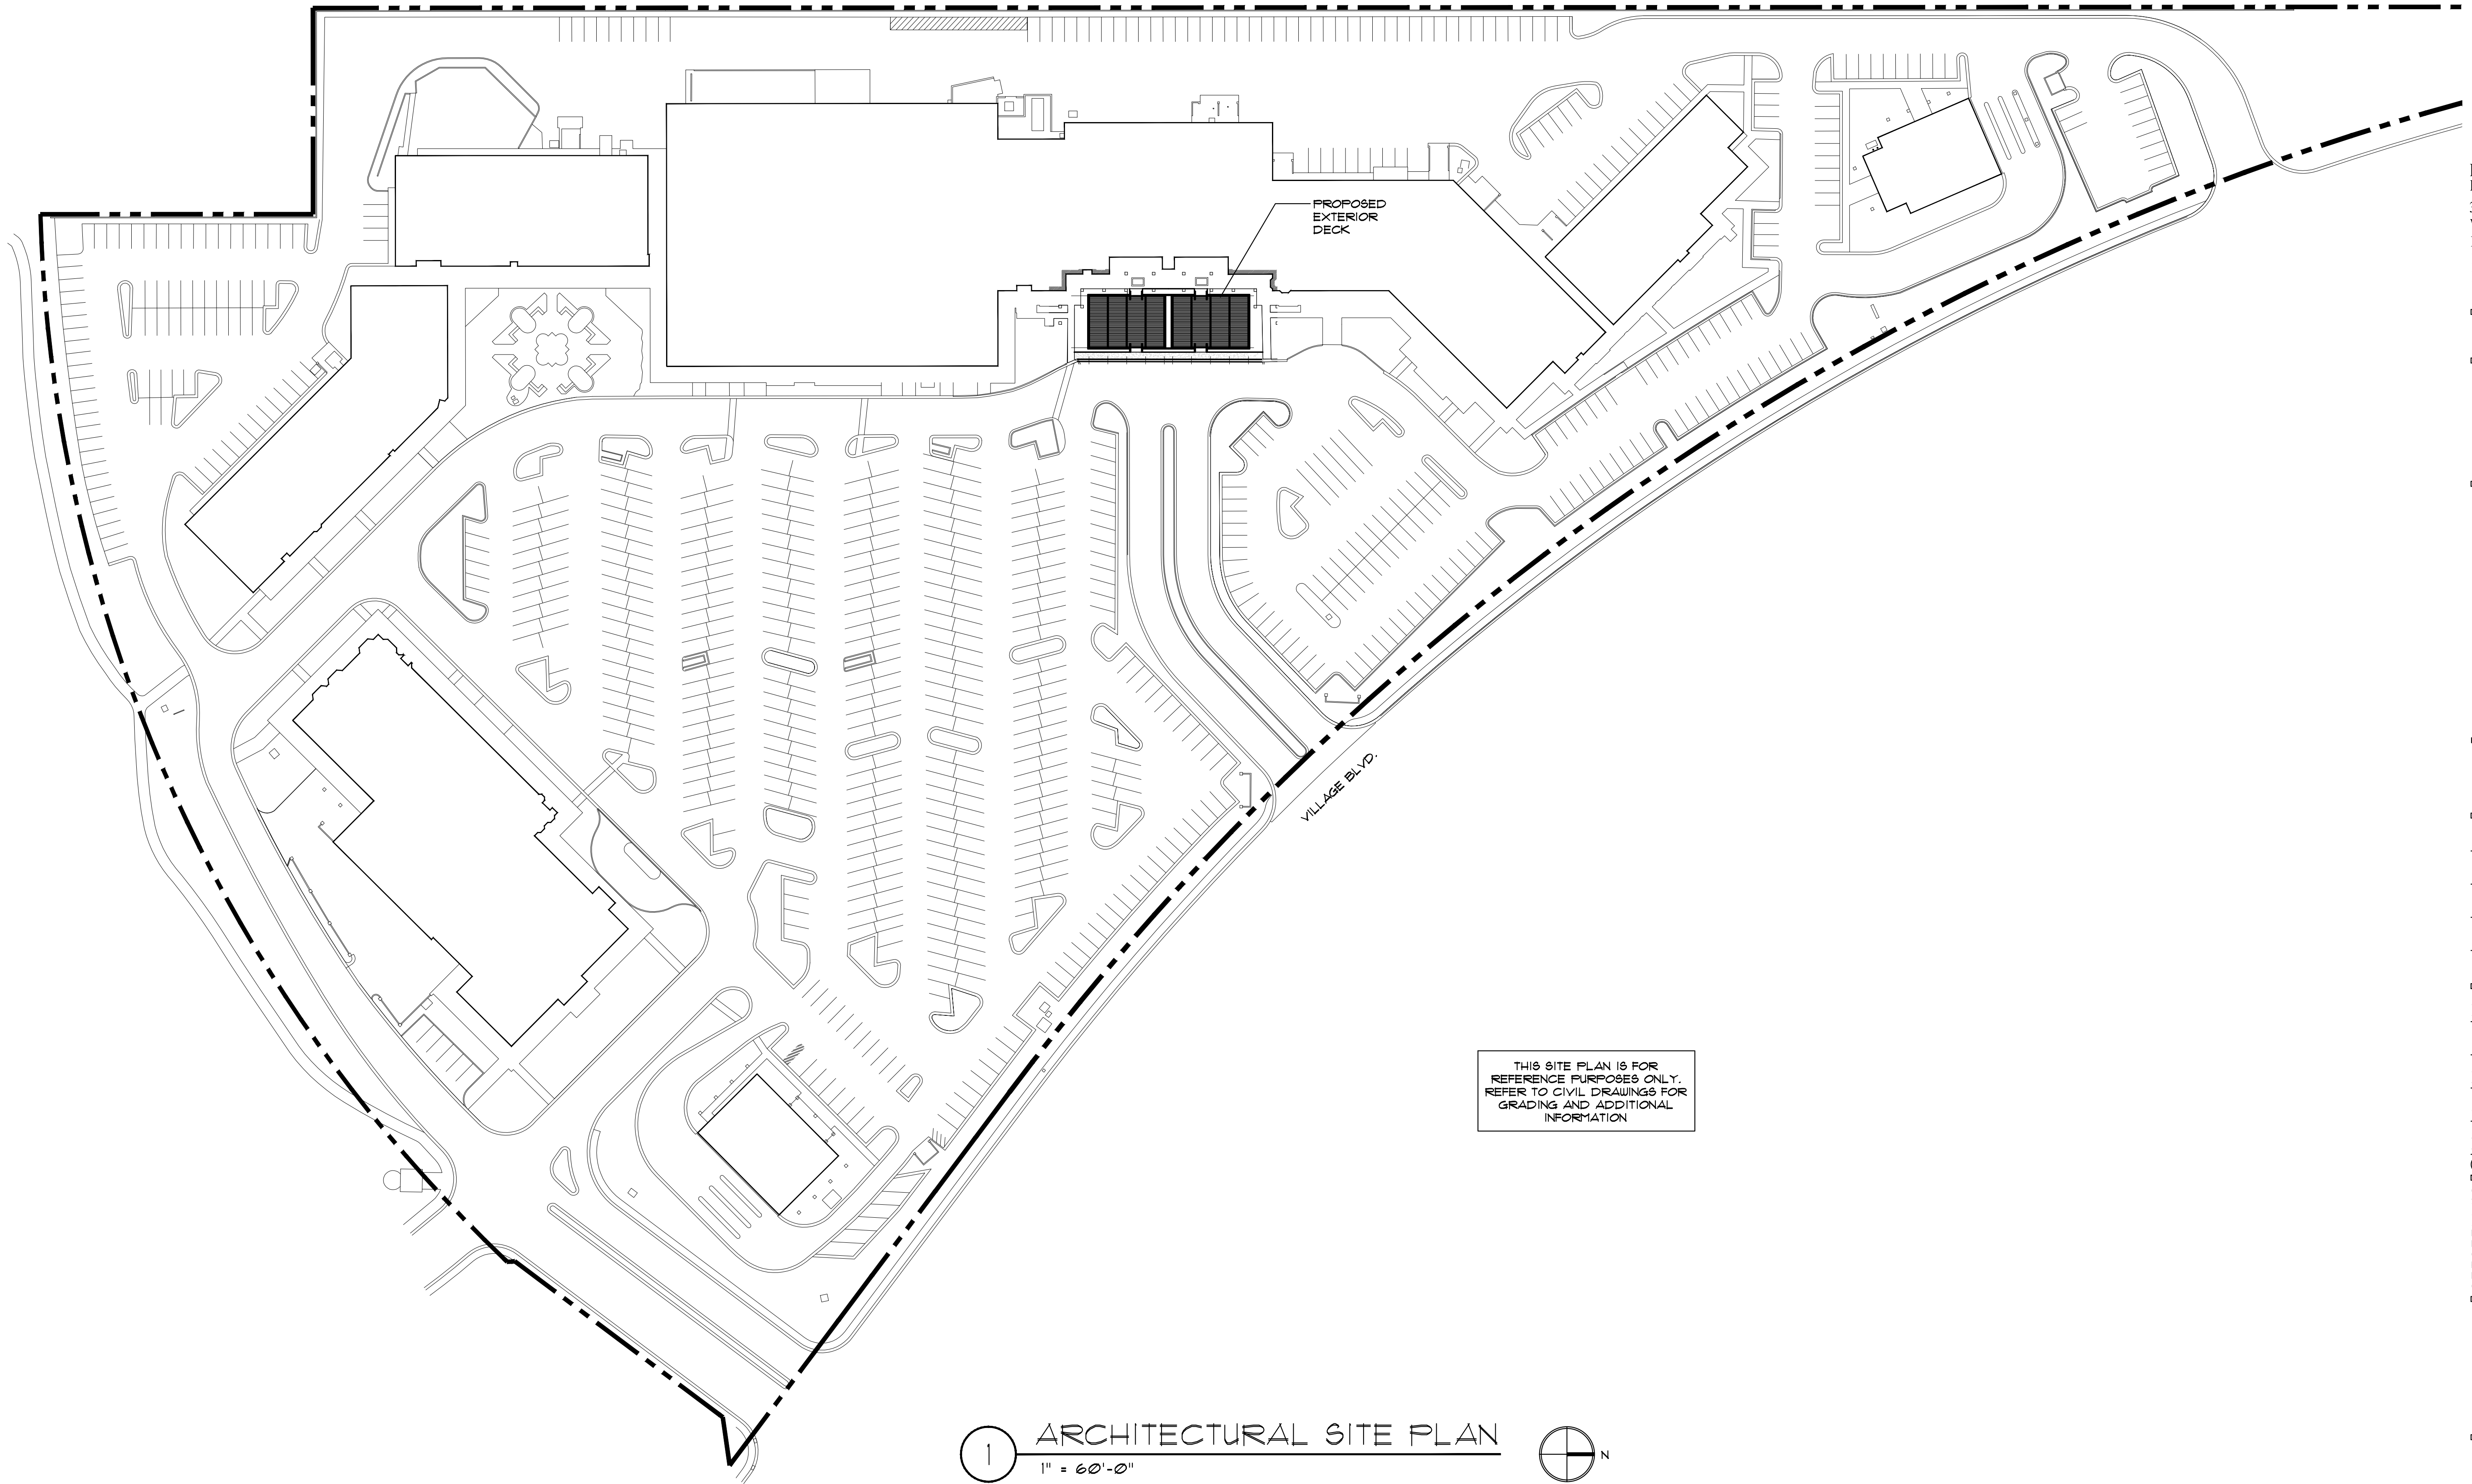 PROPOSED
EXTERIOR
DECK
VILLAGE BLVD.
THIS SITE PLAN IS FOR
REFERENCE PURPOSES ONLY.
REFER TO CIVIL DRAWINGS FOR
GRADING AND ADDITIONAL
INFORMATION
1
ARCHITECTURAL SITE PLAN
1" = 60'-0"
N